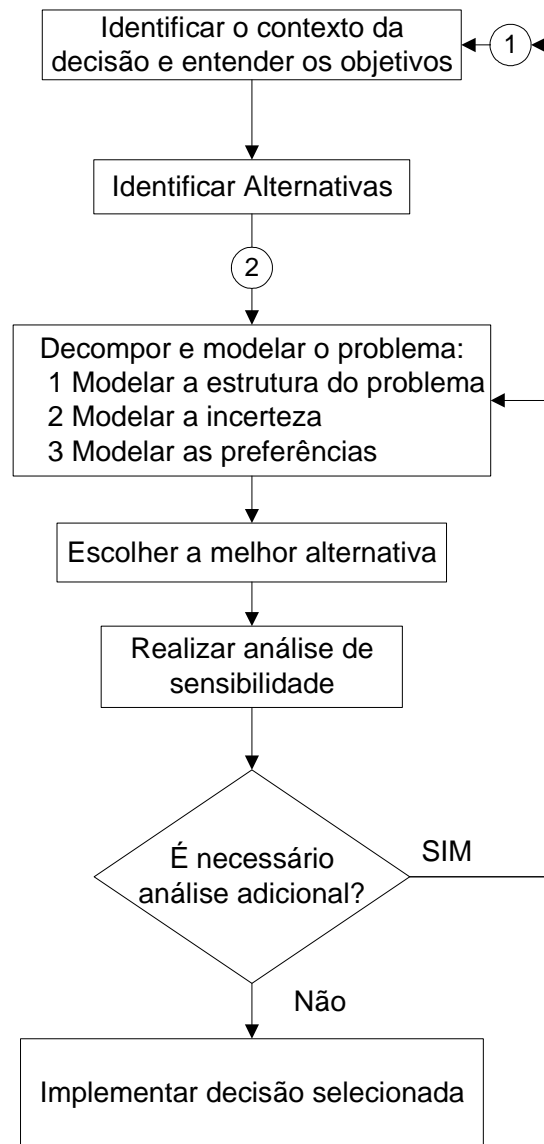 Identificar o contexto da
decisão e entender os objetivos
1
Identificar Alternativas
2
Decompor e modelar o problema:
1 Modelar a estrutura do problema
2 Modelar a incerteza
3 Modelar as preferências
Escolher a melhor alternativa
Realizar análise de
sensibilidade
É necessário
análise adicional?
SIM
Não
Implementar decisão selecionada